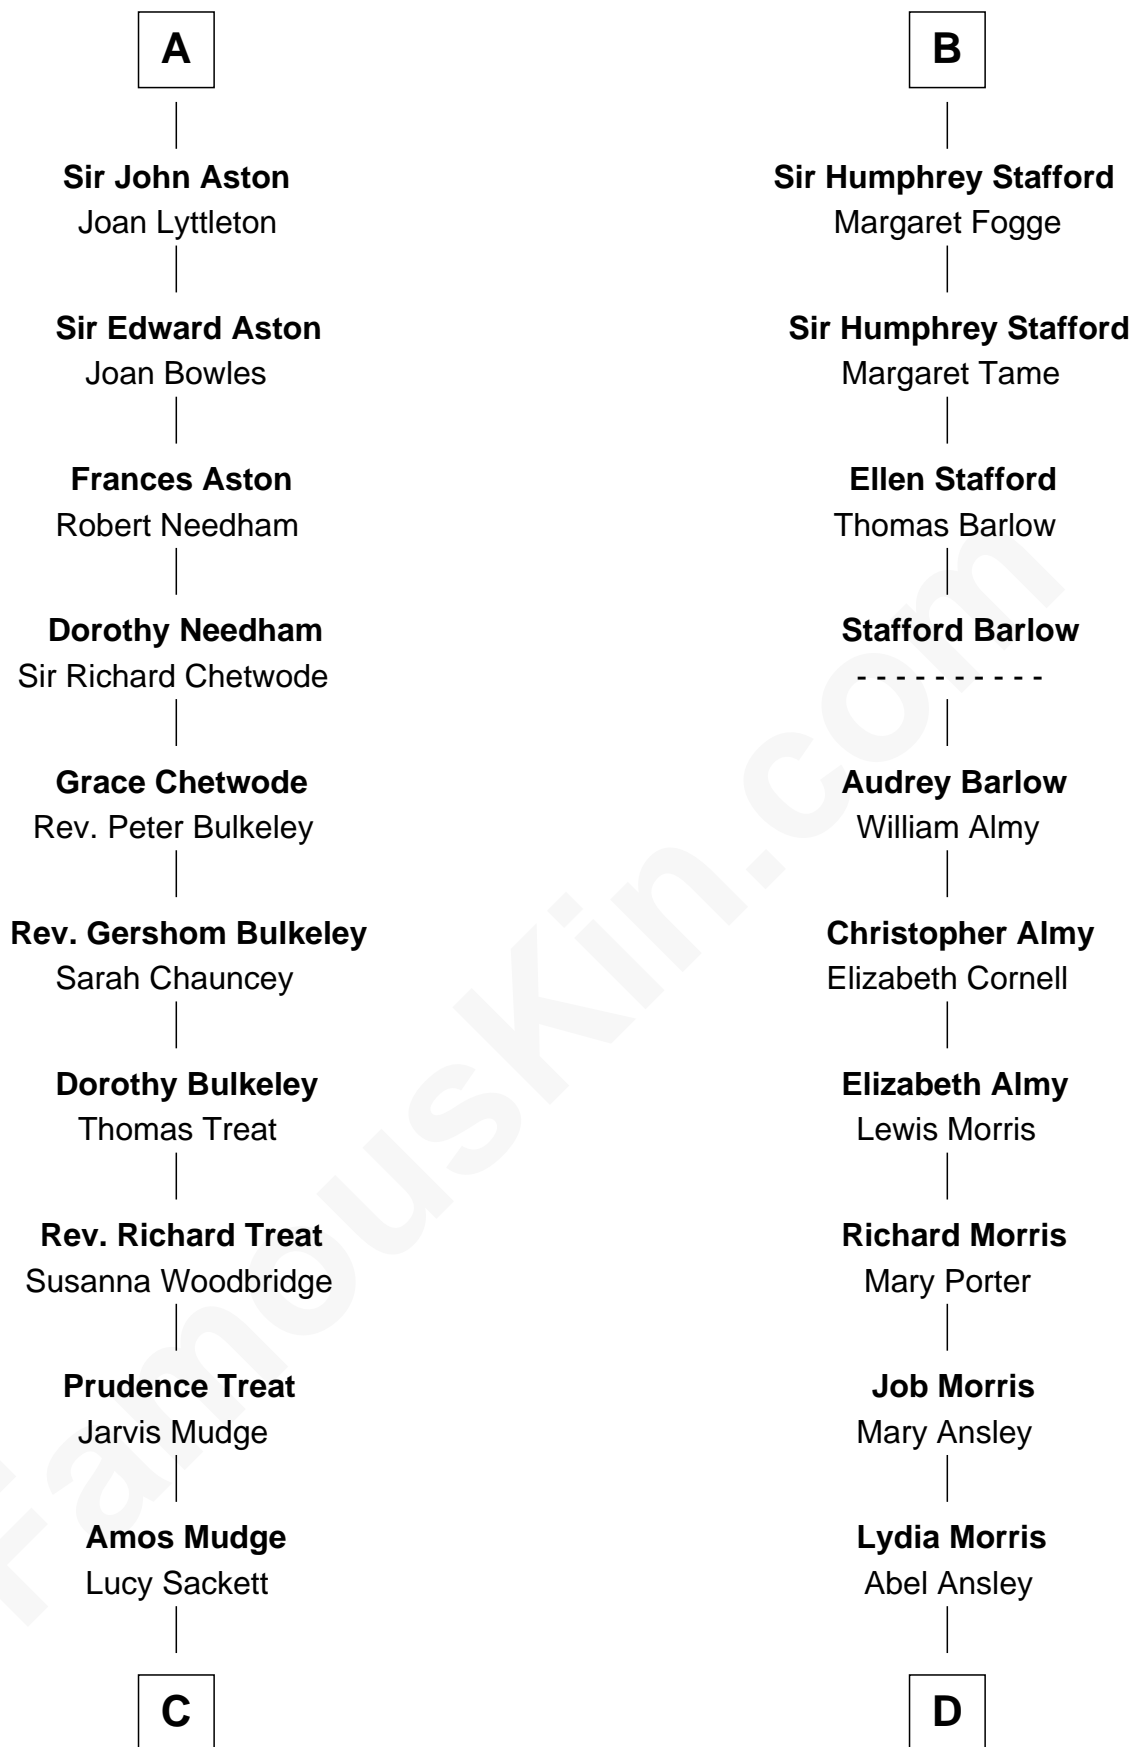 A
Sir John Aston
Joan Lyttleton
Sir Edward Aston
Joan Bowles
Frances Aston
Robert Needham
Dorothy Needham
Sir Richard Chetwode
Grace Chetwode
Rev. Peter Bulkeley
Rev. Gershom Bulkeley
Sarah Chauncey
Dorothy Bulkeley
Thomas Treat
Rev. Richard Treat
Susanna Woodbridge
Prudence Treat
Jarvis Mudge
Amos Mudge
Lucy Sackett
C
B
Sir Humphrey Stafford
Margaret Fogge
Sir Humphrey Stafford
Margaret Tame
Ellen Stafford
Thomas Barlow
Stafford Barlow
- - - - - - - - - -
Audrey Barlow
William Almy
Christopher Almy
Elizabeth Cornell
Elizabeth Almy
Lewis Morris
Richard Morris
Mary Porter
Job Morris
Mary Ansley
Lydia Morris
Abel Ansley
D
FamousKin.com